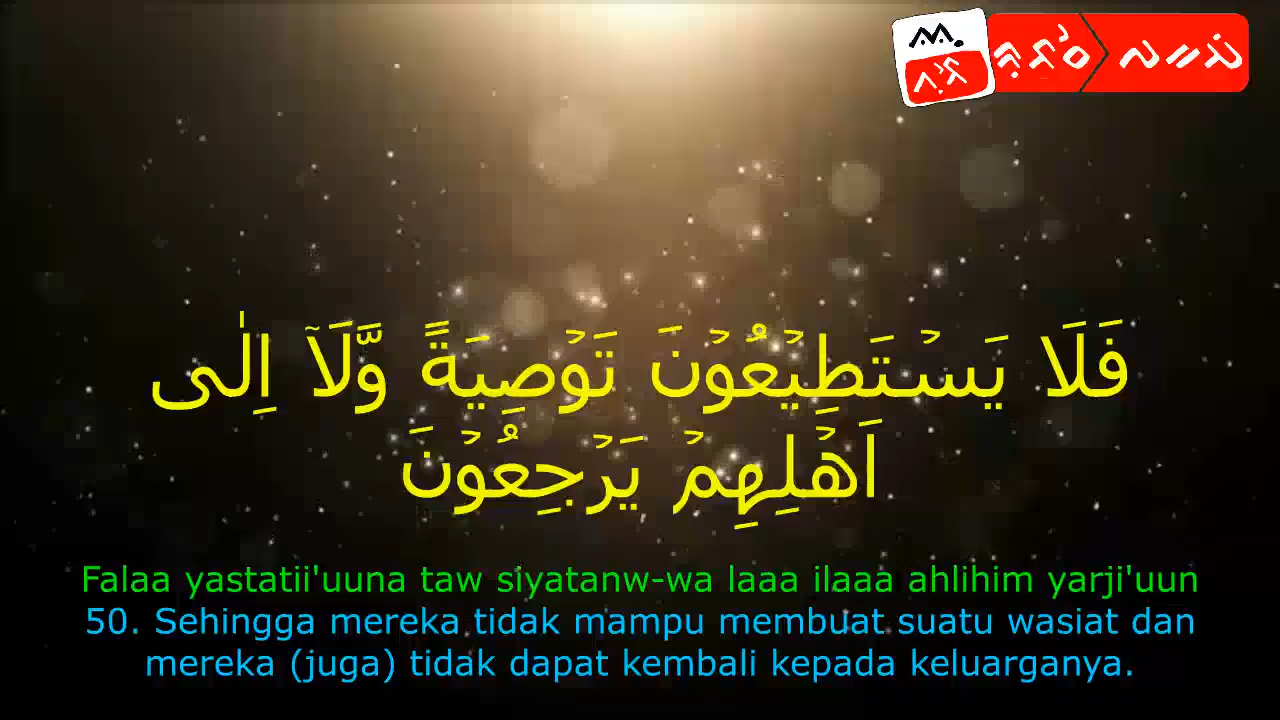 فَلَا يَسۡتَطِيۡعُوۡنَ تَوۡصِيَةً وَّلَاۤ اِلٰى
اَهۡلِهِمۡ يَرۡجِعُوۡنَ
Falaa yastatii'uuna taw siyatanw-wa laaa ilaaa ahlihim yarji'uun
50. Sehingga mereka tidak mampu membuat suatu wasiat dan
mereka (juga) tidak dapat kembali kepada keluarganya.